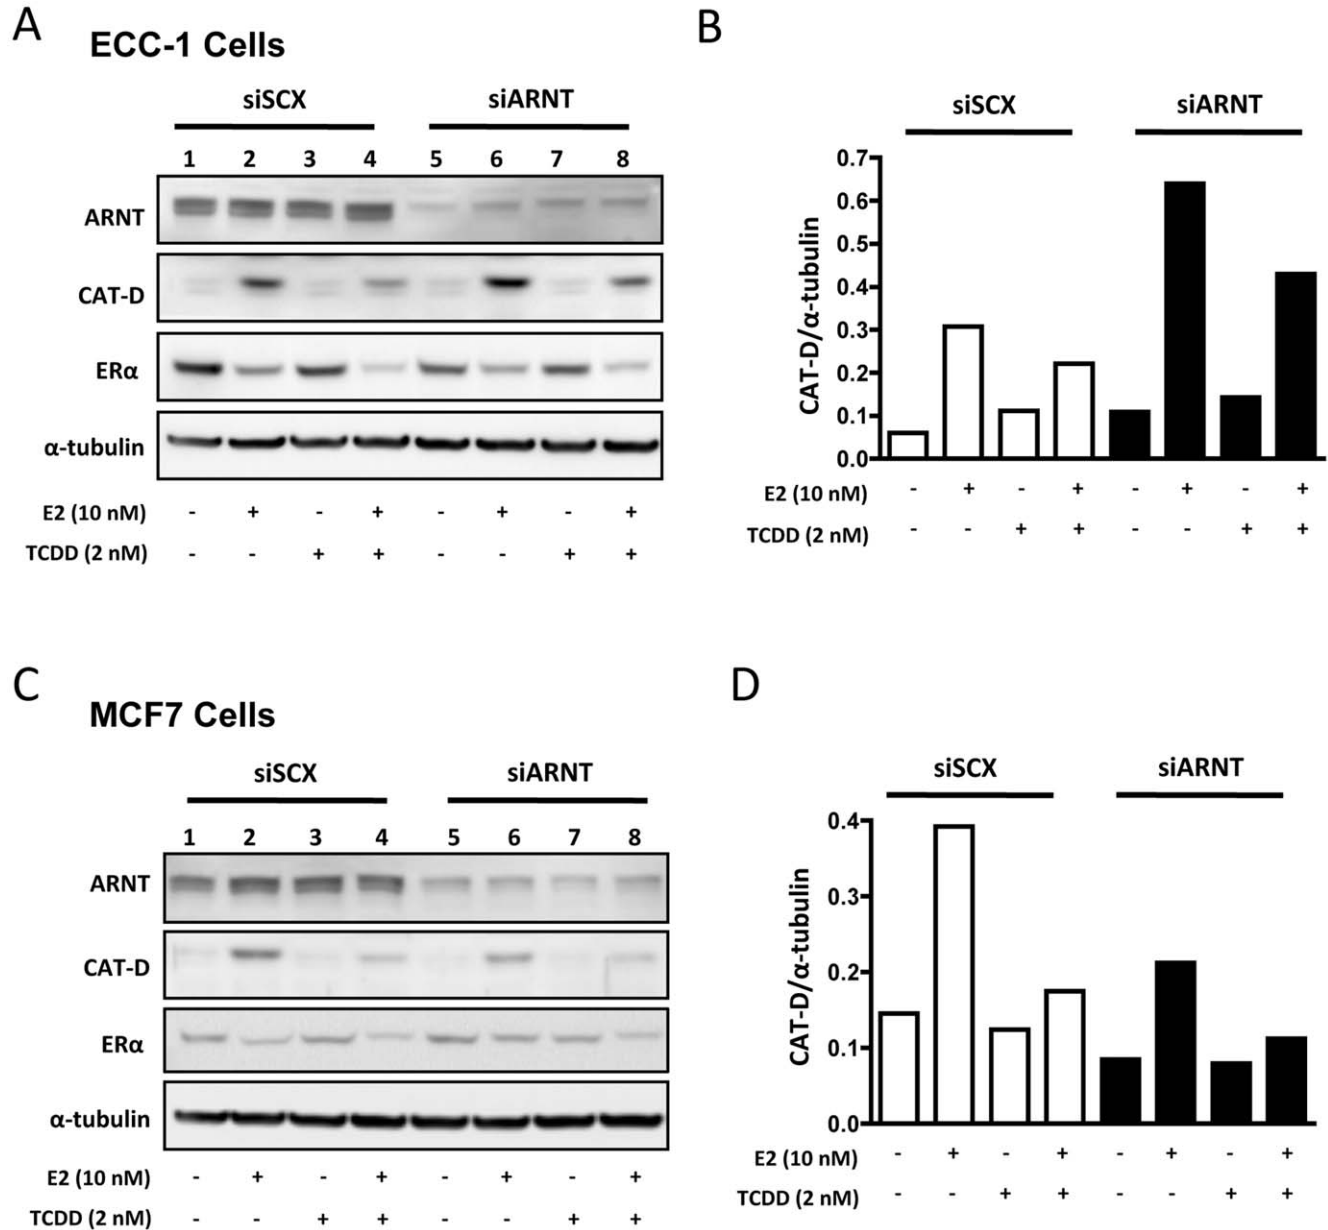 A
ECC-1 Cells
siSCX siARNT
1 2 3 4 5 6 7 8
ARNT
CAT-D
ERα
α-tubulin
E2 (10 nM) - + - + - + - +
TCDD (2 nM) - - + + - - + +
B
siSCX siARNT
CAT-D/α-tubulin
0.7
0.6
0.5
0.4
0.3
0.2
0.1
0.0
E2 (10 nM) - + - + - + - +
TCDD (2 nM) - - + + - - + +
C
MCF7 Cells
siSCX siARNT
1 2 3 4 5 6 7 8
ARNT
CAT-D
ERα
α-tubulin
E2 (10 nM) - + - + - + - +
TCDD (2 nM) - - + + - - + +
D
siSCX siARNT
CAT-D/α-tubulin
0.4
0.3
0.2
0.1
0.0
E2 (10 nM) - + - + - + - +
TCDD (2 nM) - - + + - - + +